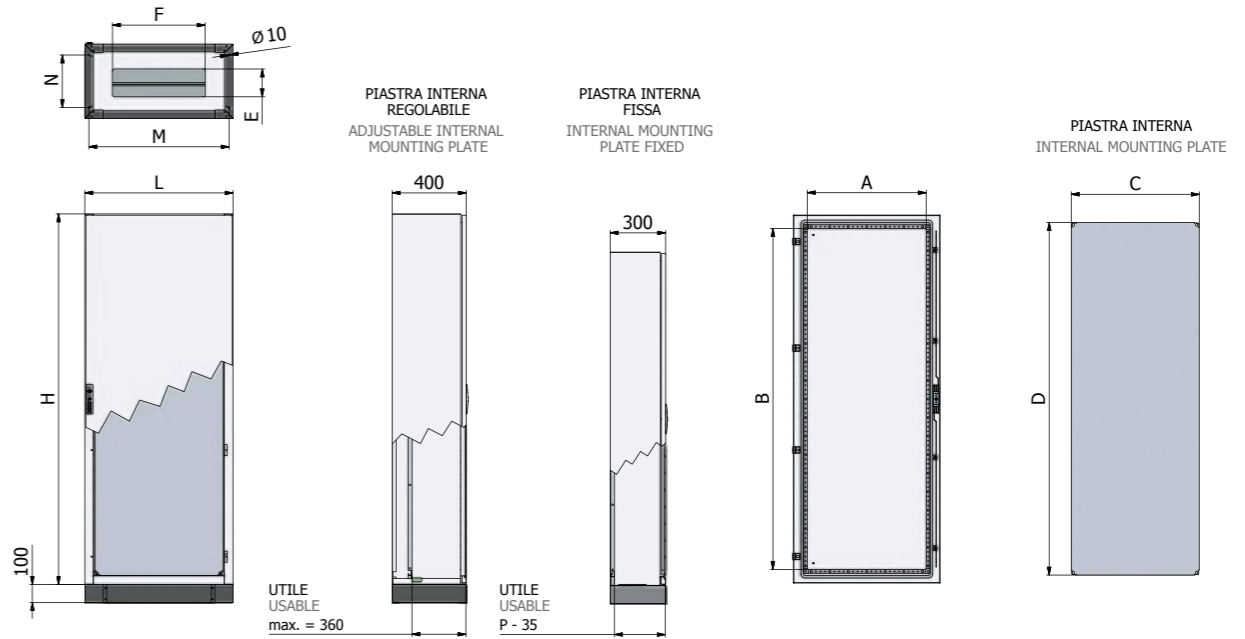 F
Ø 10
N
E
M
PIASTRA INTERNA
REGOLABILE
ADJUSTABLE INTERNAL
MOUNTING PLATE
PIASTRA INTERNA
FISSA
INTERNAL MOUNTING
PLATE FIXED
PIASTRA INTERNA
INTERNAL MOUNTING PLATE
L
400
300
A
C
H
B
D
100
UTILE
USABLE
max. = 360
UTILE
USABLE
P - 35